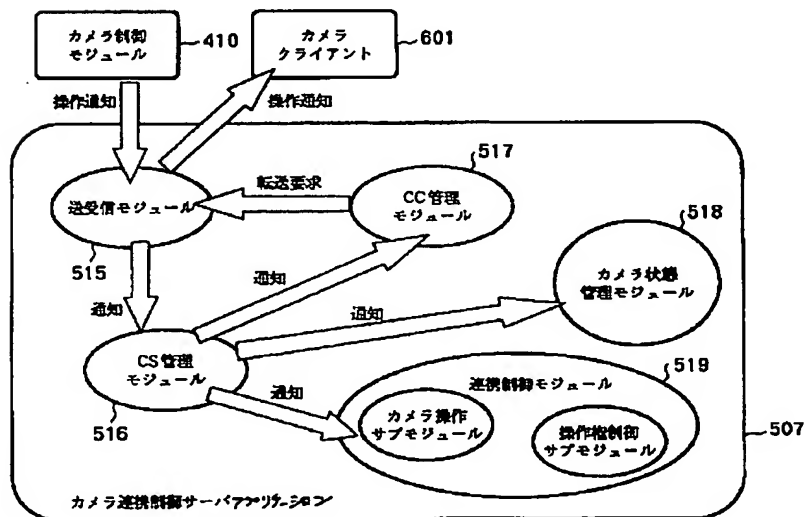 カメラ制御
モジュール
410
カメラ
クライアント
601
操作通知
操作通知
517
転送要求
CC管理
モジュール
送受信モジュール
515
518
カメラ状態
管理モジュール
通知
通知
通知
CS管理
モジュール
516
通知
519
連携制御モジュール
カメラ操作
サブモジュール
操作権制御
サブモジュール
507
カメラ連携制御サーバアプリケーション